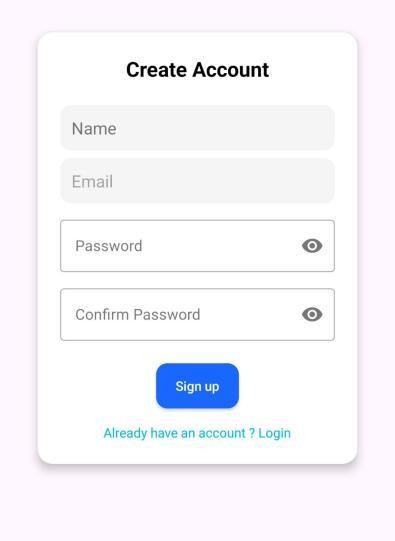 Create Account
Name
Email
Password
Confirm Password
Sign up
Already have an account ? Login